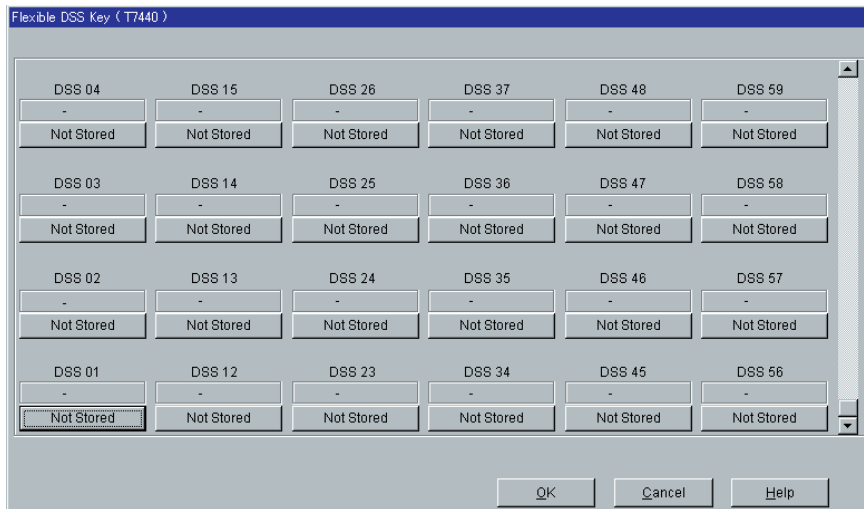 Flexible DSS Key ( T7440 )
DSS 04 DSS 15 DSS 26 DSS 37 DSS 48 DSS 59
- - - - - -
Not Stored Not Stored Not Stored Not Stored Not Stored Not Stored
DSS 03 DSS 14 DSS 25 DSS 36 DSS 47 DSS 58
- - - - - -
Not Stored Not Stored Not Stored Not Stored Not Stored Not Stored
DSS 02 DSS 13 DSS 24 DSS 35 DSS 46 DSS 57
- - - - - -
Not Stored Not Stored Not Stored Not Stored Not Stored Not Stored
DSS 01 DSS 12 DSS 23 DSS 34 DSS 45 DSS 56
- - - - - -
Not Stored Not Stored Not Stored Not Stored Not Stored Not Stored
OK Cancel Help